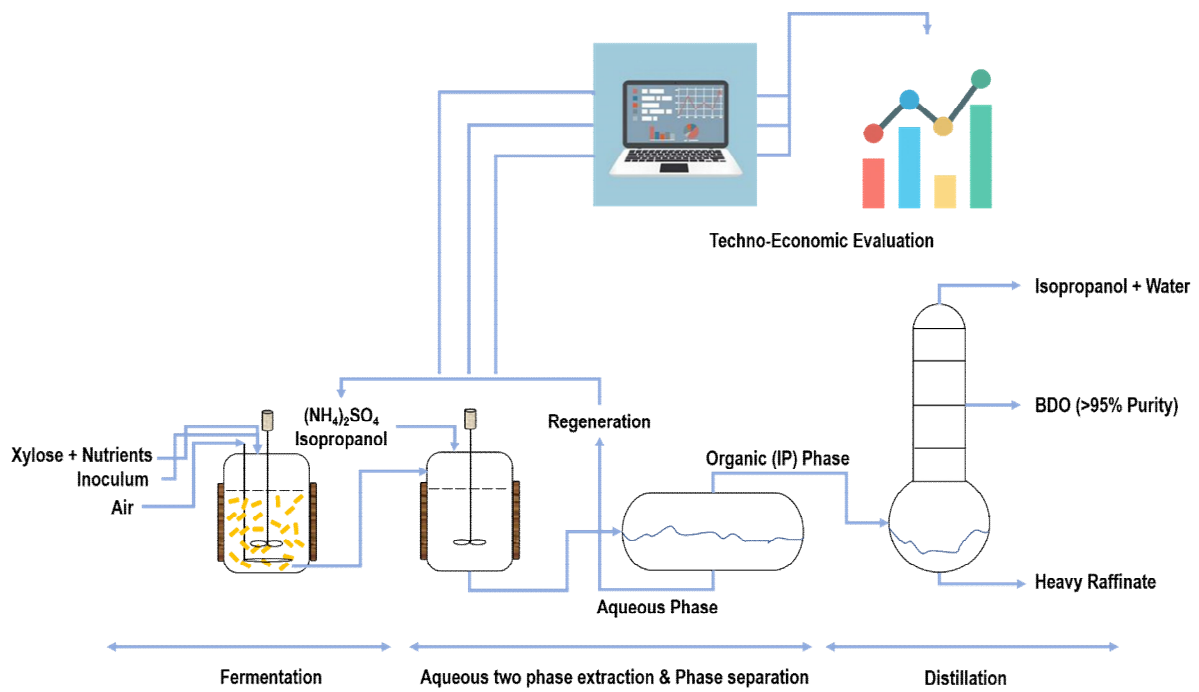 Techno-Economic Evaluation
Isopropanol + Water
(NH₄)₂SO₄
Isopropanol
Regeneration
BDO (>95% Purity)
Xylose + Nutrients
Inoculum
Air
Organic (IP) Phase
Aqueous Phase
Heavy Raffinate
Fermentation
Aqueous two phase extraction & Phase separation
Distillation